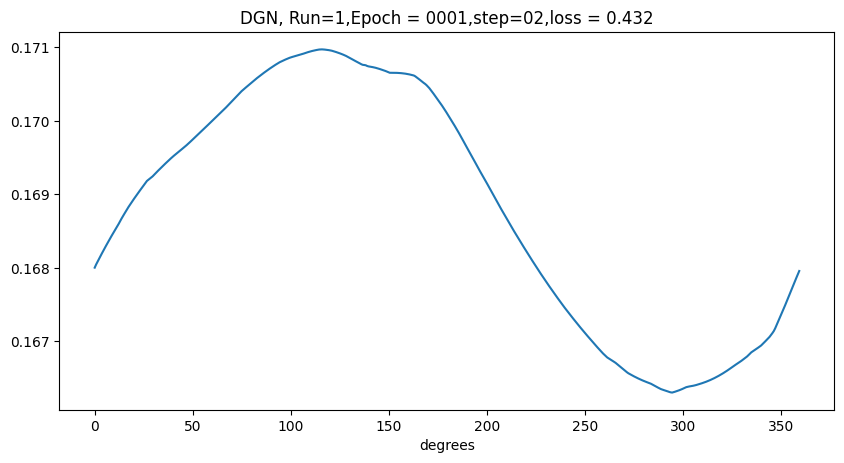 DGN, Run=1,Epoch = 0001,step=02,loss = 0.432
0.171
0.170
0.169
0.168
0.167
0 50 100 150 200 250 300 350
degrees